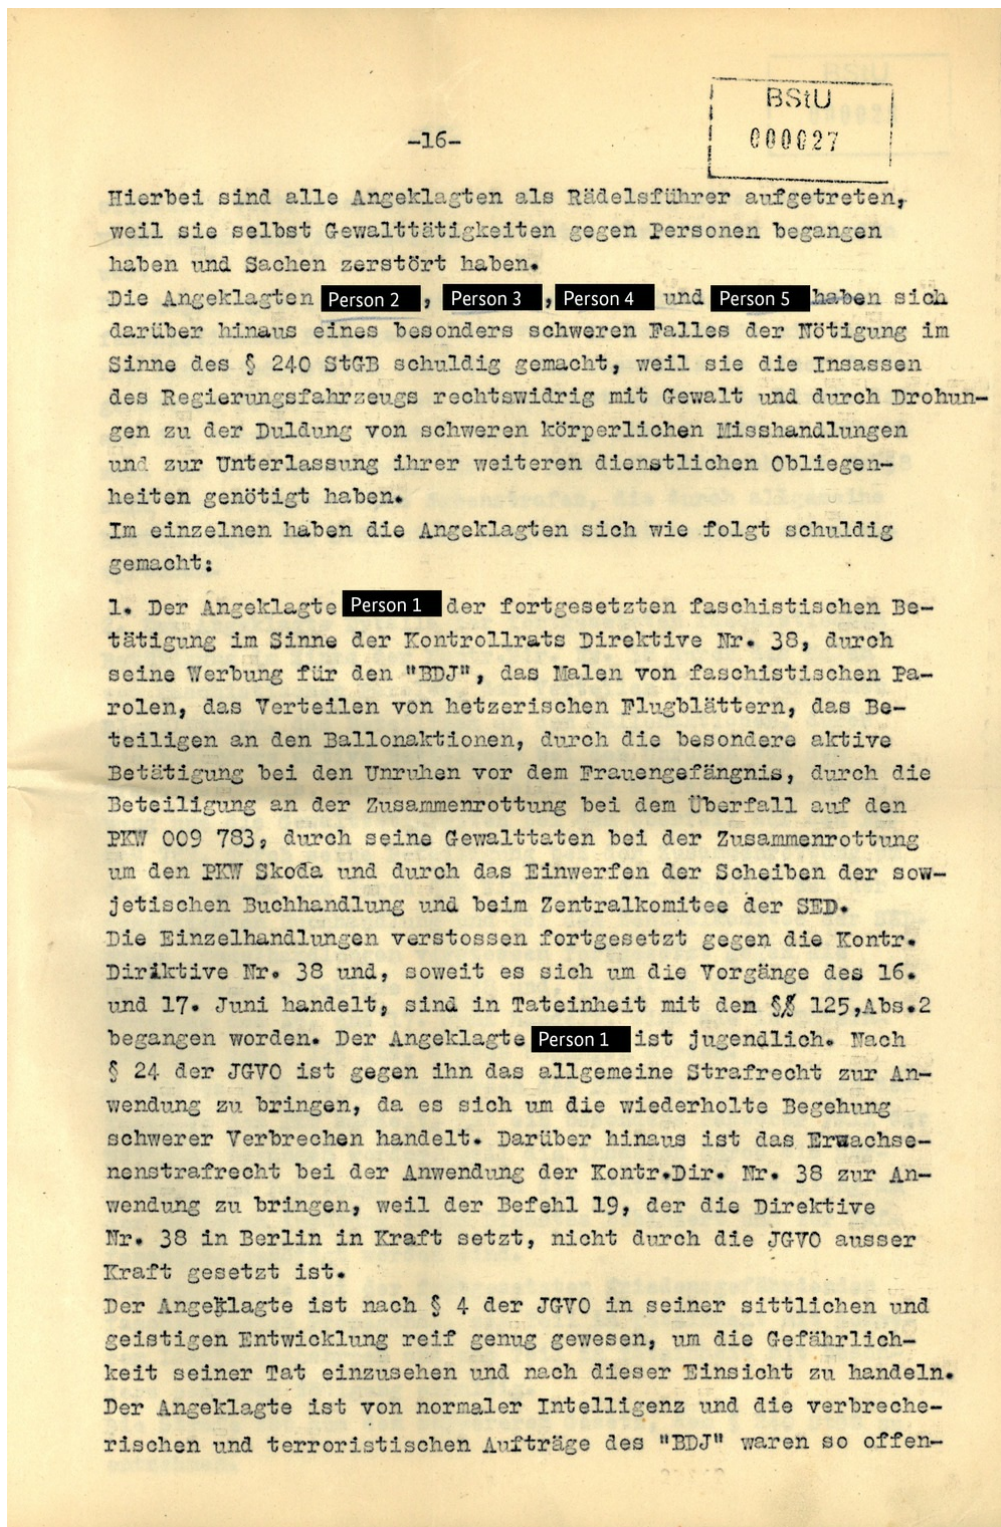 BStU
000027
-16-
Hierbei sind alle Angeklagten als Rädelsführer aufgetreten,
weil sie selbst Gewalttätigkeiten gegen Personen begangen
haben und Sachen zerstört haben.
Die Angeklagten Person 2 , Person 3 , Person 4 und Person 5 haben sich
darüber hinaus eines besonders schweren Falles der Nötigung im
Sinne des § 240 StGB schuldig gemacht, weil sie die Insassen
des Regierungsfahrzeugs rechtswidrig mit Gewalt und durch Drohun-
gen zu der Duldung von schweren körperlichen Misshandlungen
und zur Unterlassung ihrer weiteren dienstlichen Obliegen-
heiten genötigt haben.
Im einzelnen haben die Angeklagten sich wie folgt schuldig
gemacht:
1. Der Angeklagte Person 1 der fortgesetzten faschistischen Be-
tätigung im Sinne der Kontrollrats Direktive Nr. 38, durch
seine Werbung für den "BDJ", das Malen von faschistischen Pa-
rolen, das Verteilen von hetzerischen Flugblättern, das Be-
teiligen an den Ballonaktionen, durch die besondere aktive
Betätigung bei den Unruhen vor dem Frauengefängnis, durch die
Beteiligung an der Zusammenrottung bei dem Überfall auf den
PKW 009 783, durch seine Gewalttaten bei der Zusammenrottung
um den PKW Skoda und durch das Einwerfen der Scheiben der sow-
jetischen Buchhandlung und beim Zentralkomitee der SED.
Die Einzelhandlungen verstossen fortgesetzt gegen die Kontr.
Diriktive Nr. 38 und, soweit es sich um die Vorgänge des 16.
und 17. Juni handelt, sind in Tateinheit mit den §§ 125,Abs.2
begangen worden. Der Angeklagte Person 1 ist jugendlich. Nach
§ 24 der JGVO ist gegen ihn das allgemeine Strafrecht zur An-
wendung zu bringen, da es sich um die wiederholte Begehung
schwerer Verbrechen handelt. Darüber hinaus ist das Erwachse-
nenstrafrecht bei der Anwendung der Kontr.Dir. Nr. 38 zur An-
wendung zu bringen, weil der Befehl 19, der die Direktive
Nr. 38 in Berlin in Kraft setzt, nicht durch die JGVO ausser
Kraft gesetzt ist.
Der Angeklagte ist nach § 4 der JGVO in seiner sittlichen und
geistigen Entwicklung reif genug gewesen, um die Gefährlich-
keit seiner Tat einzusehen und nach dieser Einsicht zu handeln.
Der Angeklagte ist von normaler Intelligenz und die verbreche-
rischen und terroristischen Aufträge des "BDJ" waren so offen-